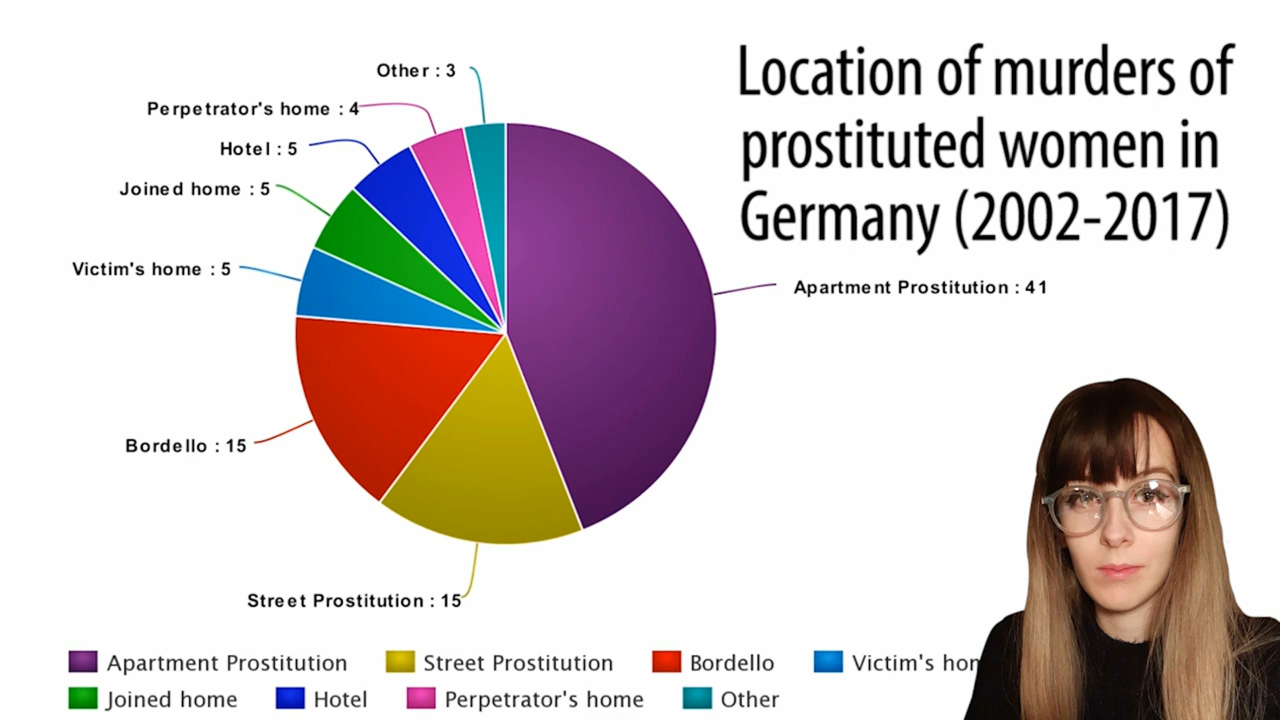 Location of murders of
prostituted women in
Germany (2002-2017)
Other : 3
Perpetrator's home : 4
Hotel : 5
Joined home : 5
Victim's home : 5
Apartment Prostitution : 41
Bordello : 15
Street Prostitution : 15
Apartment Prostitution Street Prostitution Bordello Victim's hom
Joined home Hotel Perpetrator's home Other